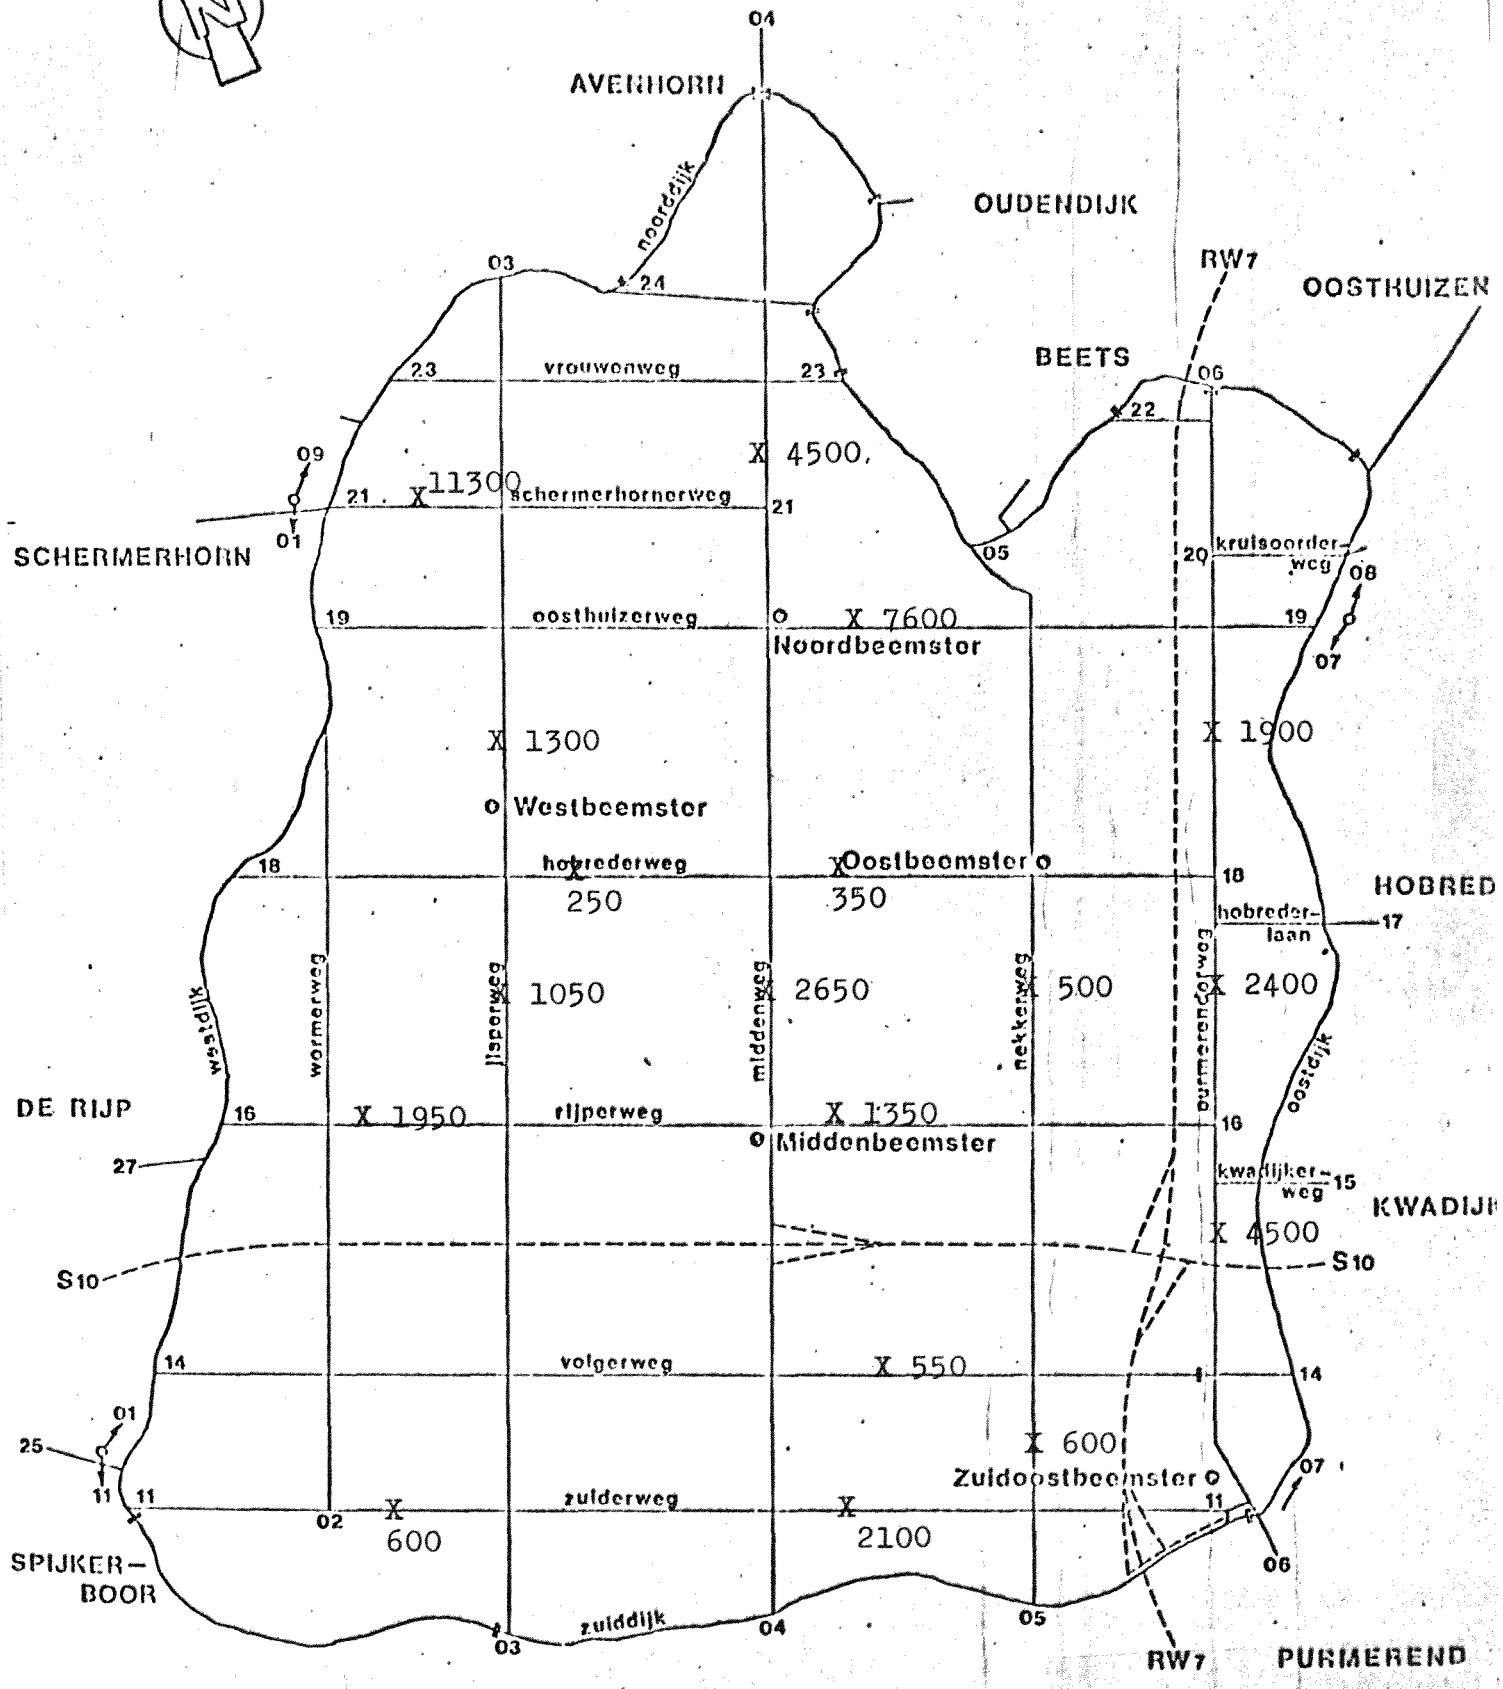 N
04
AVENHORN
noorddijk
OUDENDIJK
03
24
RW7
OOSTHUIZEN
BEETS
23
vrouwenweg
23
06
22
09
X 4500
21
X 11300
schermerhornerweg
21
01
SCHERMERHORN
05
20
kruisoorder-
weg
08
19
oosthuizerweg
X 7600
19
Noordbeemster
07
X 1300
X 1900
Westbeemster
18
hobrederweg
X
250
X
350
Oostbeemster
18
HOBRED
hobreder-
laan
17
westdijk
wormerweg
jisperweg
X 1050
middenweg
X 2650
nekkerweg
X 500
purmerenderweg
X 2400
oostdijk
DE RIJP
16
X 1950
rijperweg
X 1350
16
Middenbeemster
27
kwadijker-
weg
15
KWADIJK
X 4500
S10
S10
14
volgerweg
X 550
14
01
25
X 600
07
Zuidoostbeemster
11
11
zuiderweg
11
02
X
600
X
2100
SPIJKER-
BOOR
06
zuiddijk
03
04
05
RW7
PURMEREND